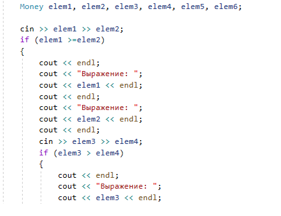 Money elem1, elem2, elem3, elem4, elem5, elem6;
cin >> elem1 >> elem2;
if (elem1 >=elem2)
{
cout << endl;
cout << "Выражение: ";
cout << elem1 << endl;
cout << endl;
cout << "Выражение: ";
cout << elem2 << endl;
cout << endl;
cin >> elem3 >> elem4;
if (elem3 > elem4)
{
cout << endl;
cout << "Выражение: ";
cout << elem3 << endl;